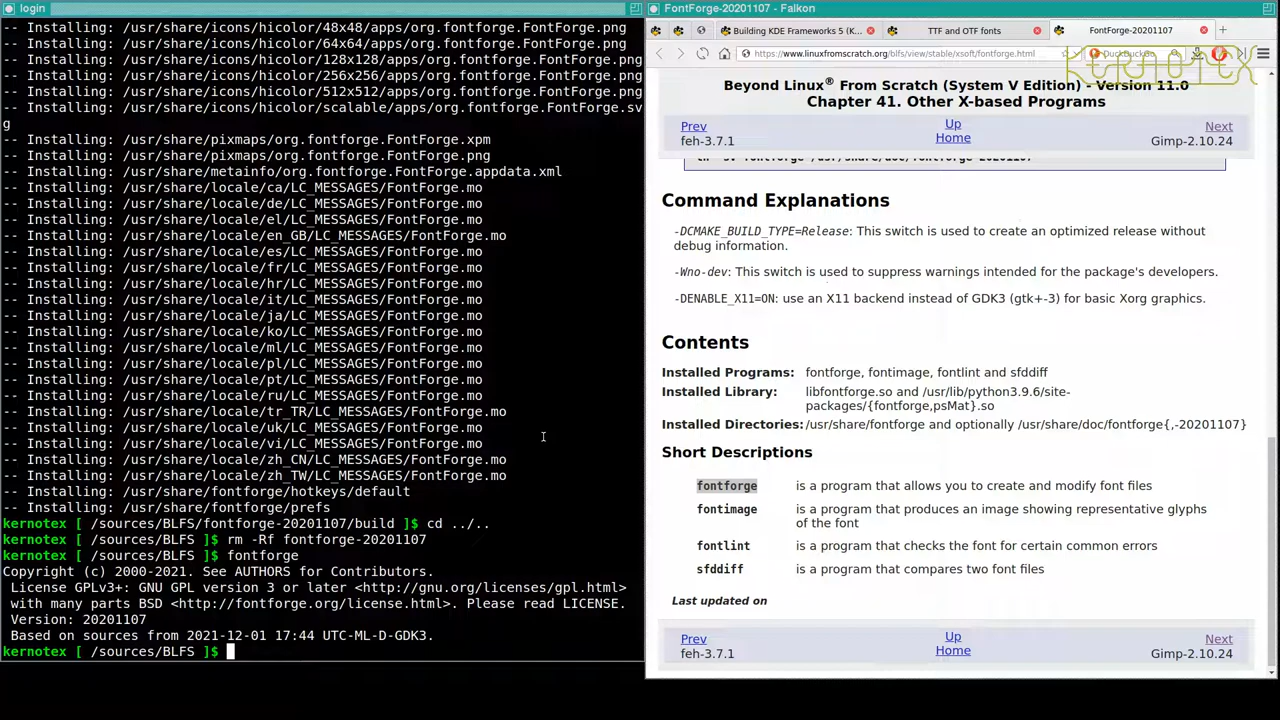 login
-- Installing: /usr/share/icons/hicolor/48x48/apps/org.fontforge.FontForge.png
-- Installing: /usr/share/icons/hicolor/64x64/apps/org.fontforge.FontForge.png
-- Installing: /usr/share/icons/hicolor/128x128/apps/org.fontforge.FontForge.png
-- Installing: /usr/share/icons/hicolor/256x256/apps/org.fontforge.FontForge.png
-- Installing: /usr/share/icons/hicolor/512x512/apps/org.fontforge.FontForge.png
-- Installing: /usr/share/icons/hicolor/scalable/apps/org.fontforge.FontForge.sv
g
-- Installing: /usr/share/pixmaps/org.fontforge.FontForge.xpm
-- Installing: /usr/share/pixmaps/org.fontforge.FontForge.png
-- Installing: /usr/share/metainfo/org.fontforge.FontForge.appdata.xml
-- Installing: /usr/share/locale/ca/LC_MESSAGES/FontForge.mo
-- Installing: /usr/share/locale/de/LC_MESSAGES/FontForge.mo
-- Installing: /usr/share/locale/el/LC_MESSAGES/FontForge.mo
-- Installing: /usr/share/locale/en_GB/LC_MESSAGES/FontForge.mo
-- Installing: /usr/share/locale/es/LC_MESSAGES/FontForge.mo
-- Installing: /usr/share/locale/fr/LC_MESSAGES/FontForge.mo
-- Installing: /usr/share/locale/hr/LC_MESSAGES/FontForge.mo
-- Installing: /usr/share/locale/it/LC_MESSAGES/FontForge.mo
-- Installing: /usr/share/locale/ja/LC_MESSAGES/FontForge.mo
-- Installing: /usr/share/locale/ko/LC_MESSAGES/FontForge.mo
-- Installing: /usr/share/locale/ml/LC_MESSAGES/FontForge.mo
-- Installing: /usr/share/locale/pl/LC_MESSAGES/FontForge.mo
-- Installing: /usr/share/locale/pt/LC_MESSAGES/FontForge.mo
-- Installing: /usr/share/locale/ru/LC_MESSAGES/FontForge.mo
-- Installing: /usr/share/locale/tr_TR/LC_MESSAGES/FontForge.mo
-- Installing: /usr/share/locale/uk/LC_MESSAGES/FontForge.mo
-- Installing: /usr/share/locale/vi/LC_MESSAGES/FontForge.mo
-- Installing: /usr/share/locale/zh_CN/LC_MESSAGES/FontForge.mo
-- Installing: /usr/share/locale/zh_TW/LC_MESSAGES/FontForge.mo
-- Installing: /usr/share/fontforge/hotkeys/default
-- Installing: /usr/share/fontforge/prefs
kernotex [ /sources/BLFS/fontforge-20201107/build ]$ cd ../..
kernotex [ /sources/BLFS ]$ rm -Rf fontforge-20201107
kernotex [ /sources/BLFS ]$ fontforge
Copyright (c) 2000-2021. See AUTHORS for Contributors.
License GPLv3+: GNU GPL version 3 or later <http://gnu.org/licenses/gpl.html>
with many parts BSD <http://fontforge.org/license.html>. Please read LICENSE.
Version: 20201107
Based on sources from 2021-12-01 17:44 UTC-ML-D-GDK3.
kernotex [ /sources/BLFS ]$
FontForge-20201107 - Falkon
Building KDE Frameworks 5 (K...
TTF and OTF fonts
FontForge-20201107
https://www.linuxfromscratch.org/blfs/view/stable/xsoft/fontforge.html
DuckDuckGo
KERNOTEX
Beyond Linux® From Scratch (System V Edition) - Version 11.0
Chapter 41. Other X-based Programs
Prev Up Next
feh-3.7.1 Home Gimp-2.10.24
Command Explanations
-DCMAKE_BUILD_TYPE=Release: This switch is used to create an optimized release without
debug information.
-Wno-dev: This switch is used to suppress warnings intended for the package's developers.
-DENABLE_X11=ON: use an X11 backend instead of GDK3 (gtk+-3) for basic Xorg graphics.
Contents
Installed Programs: fontforge, fontimage, fontlint and sfddiff
Installed Library: libfontforge.so and /usr/lib/python3.9.6/site-
packages/{fontforge,psMat}.so
Installed Directories: /usr/share/fontforge and optionally /usr/share/doc/fontforge{,-20201107}
Short Descriptions
fontforge is a program that allows you to create and modify font files
fontimage is a program that produces an image showing representative glyphs
of the font
fontlint is a program that checks the font for certain common errors
sfddiff is a program that compares two font files
Last updated on
Prev Up Next
feh-3.7.1 Home Gimp-2.10.24